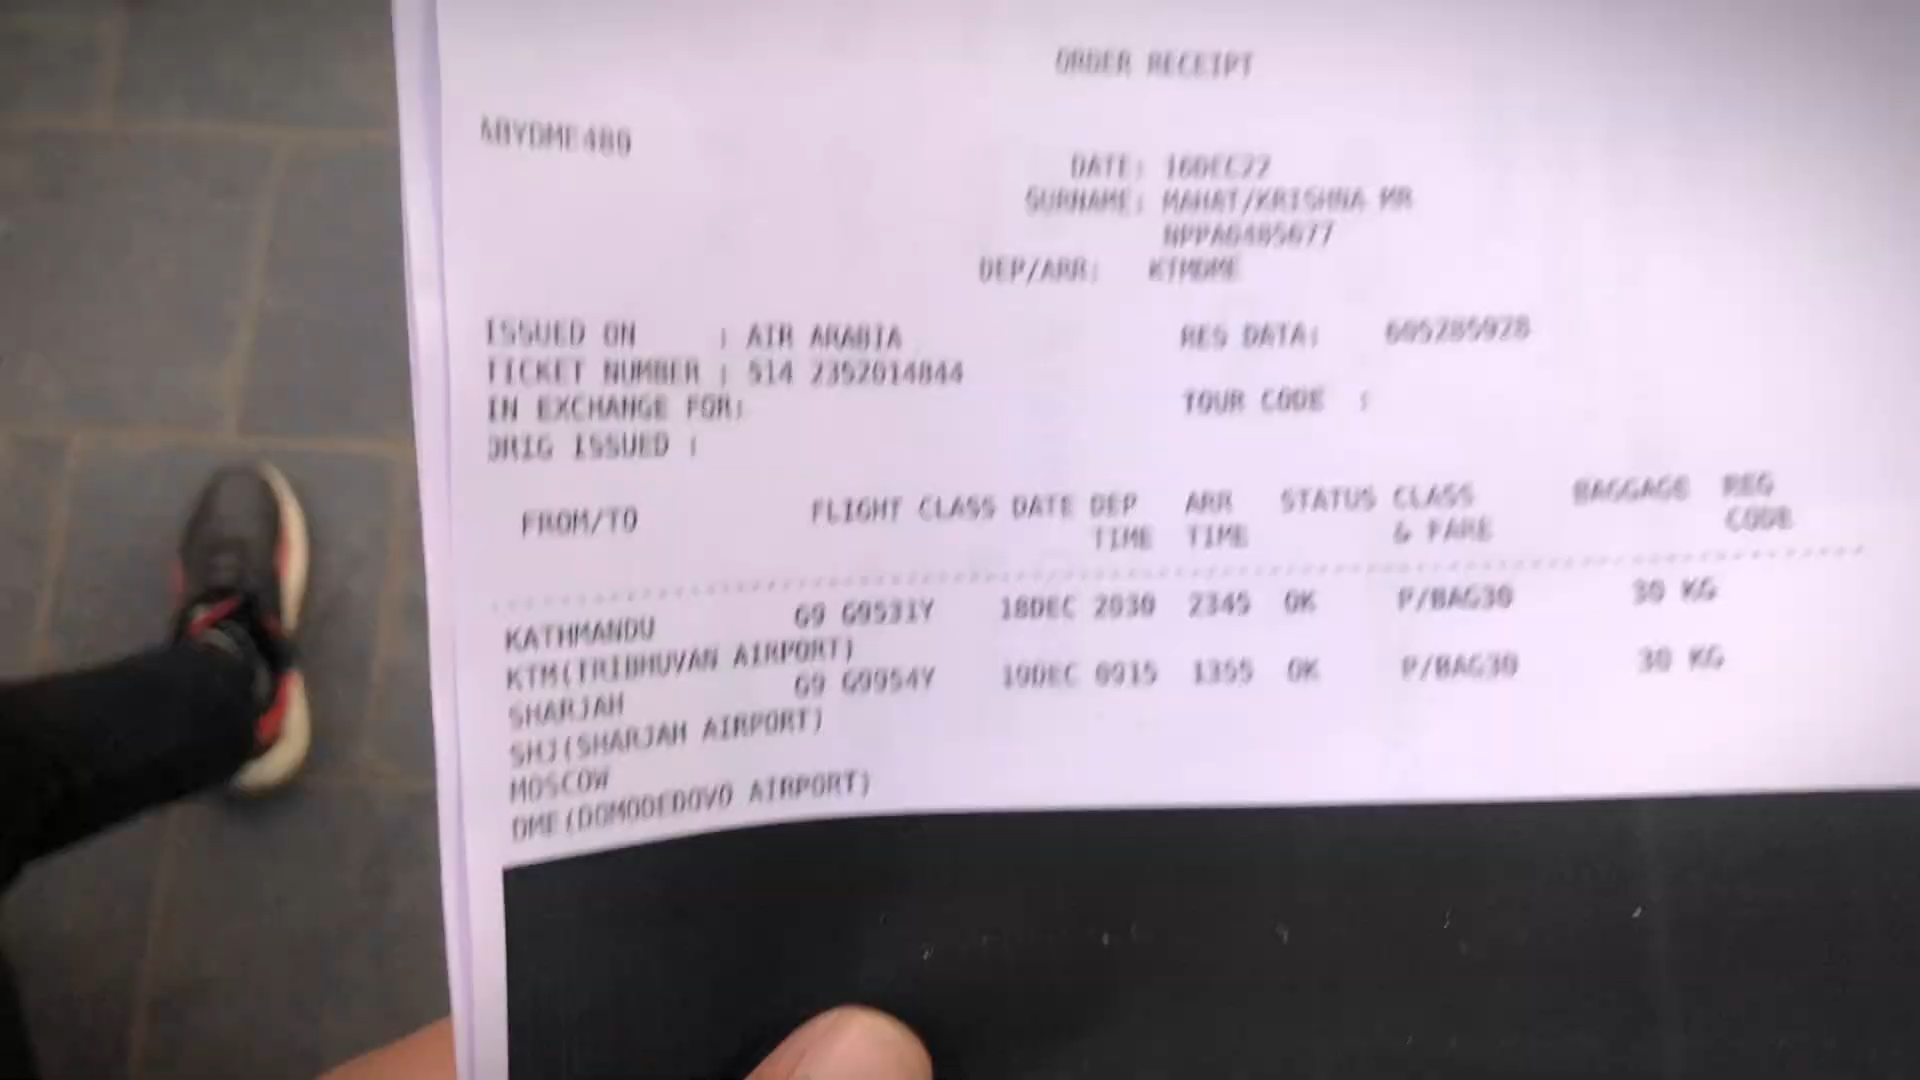 ORDER RECEIPT
ABYDME480
DATE: 16DEC22
SURNAME: MAHAT/KRISHNA MR
DEP/ARR: KTMDME
ISSUED ON : AIR ARABIA RES DATA: 605285928
TICKET NUMBER : 514 2352014844
IN EXCHANGE FOR: TOUR CODE :
ORIG ISSUED :
FROM/TO FLIGHT CLASS DATE DEP ARR STATUS CLASS BAGGAGE REG
TIME TIME & FARE CODE
KATHMANDU G9 G9531Y 18DEC 2030 2345 OK P/BAG30 30 KG
KTM(TRIBHUVAN AIRPORT)
SHARJAH G9 G9954Y 19DEC 0915 1355 OK P/BAG30 30 KG
SHJ(SHARJAH AIRPORT)
MOSCOW
DME(DOMODEDOVO AIRPORT)